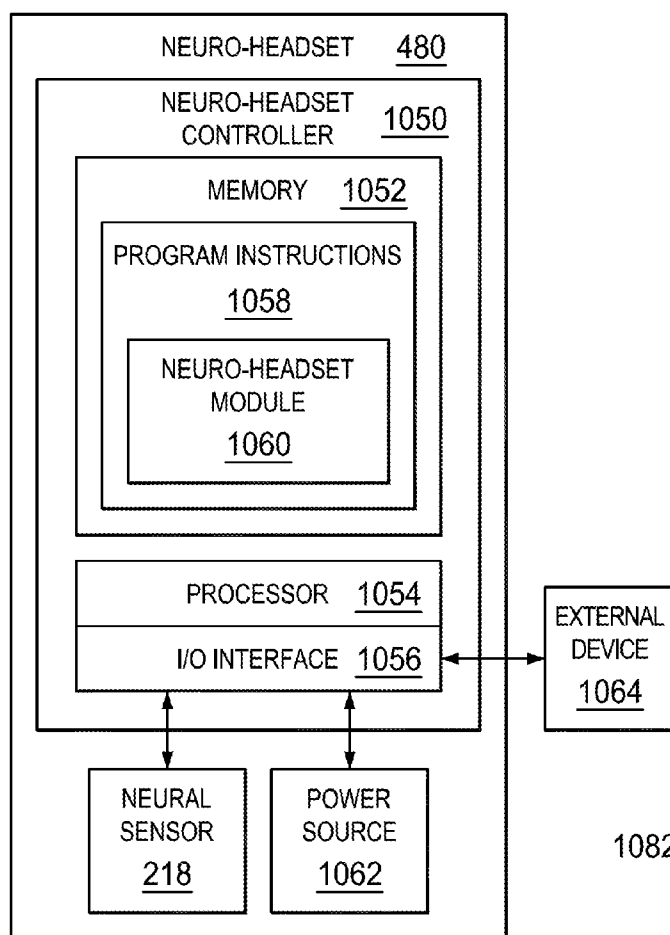 NEURO-HEADSET 480
NEURO-HEADSET
CONTROLLER 1050
MEMORY 1052
PROGRAM INSTRUCTIONS
1058
NEURO-HEADSET
MODULE
1060
PROCESSOR 1054
I/O INTERFACE 1056
EXTERNAL
DEVICE
1064
NEURAL
SENSOR
218
POWER
SOURCE
1062
1082